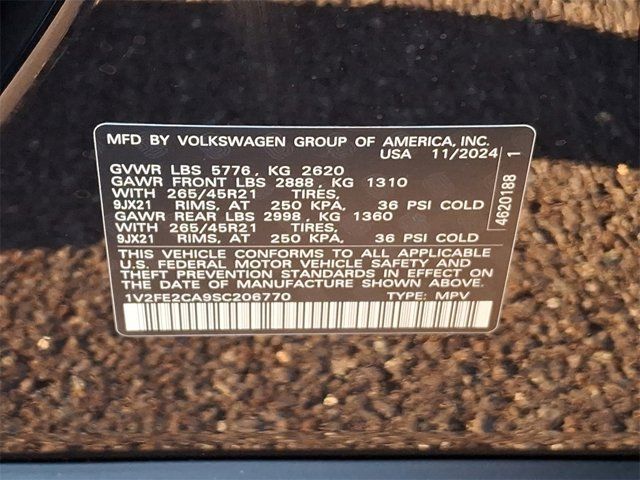 MFD BY VOLKSWAGEN GROUP OF AMERICA, INC.
USA 11/2024
GVWR LBS 5776, KG 2620
GAWR FRONT LBS 2888, KG 1310
WITH 265/45R21 TIRES,
9JX21 RIMS, AT 250 KPA, 36 PSI COLD
GAWR REAR LBS 2998, KG 1360
WITH 265/45R21 TIRES,
9JX21 RIMS, AT 250 KPA, 36 PSI COLD
THIS VEHICLE CONFORMS TO ALL APPLICABLE
U.S. FEDERAL MOTOR VEHICLE SAFETY AND
THEFT PREVENTION STANDARDS IN EFFECT ON
THE DATE OF MANUFACTURE SHOWN ABOVE.
1V2FE2CA9SC206770 TYPE: MPV
4620188 1